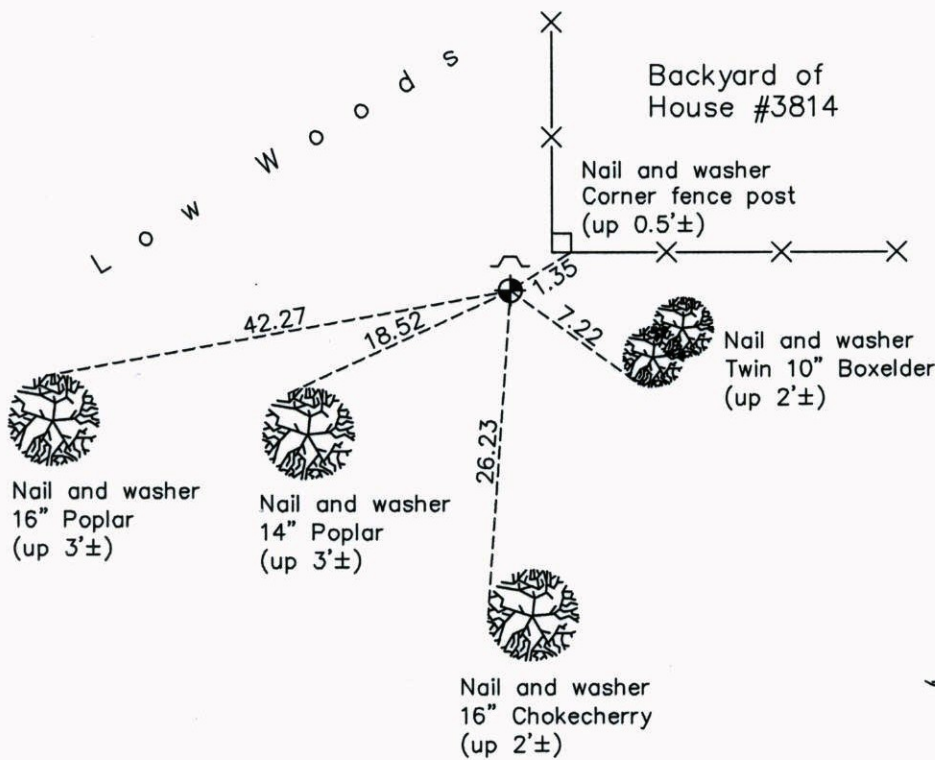 Low Woods
Backyard of
House #3814
Nail and washer
Corner fence post
(up 0.5'±)
1.35
42.27
18.52
7.22
26.23
Nail and washer
Twin 10" Boxelder
(up 2'±)
Nail and washer
16" Poplar
(up 3'±)
Nail and washer
14" Poplar
(up 3'±)
Nail and washer
16" Chokecherry
(up 2'±)